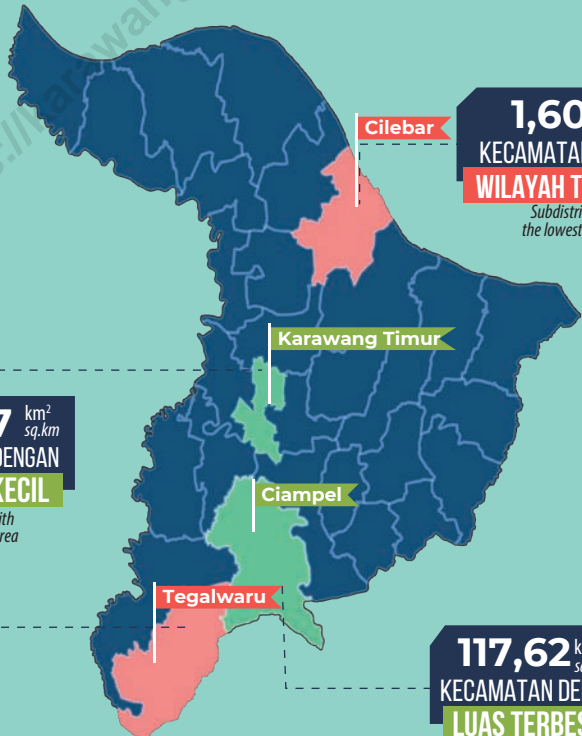 Cilebar
1,60
KECAMATAN
WILAYAH T
Subdistri
the lowest
Karawang Timur
7 km²
sq.km
DENGAN
KECIL
ith
rea
Ciampel
Tegalwaru
117,62 k
KECAMATAN DE
LUAS TERBES